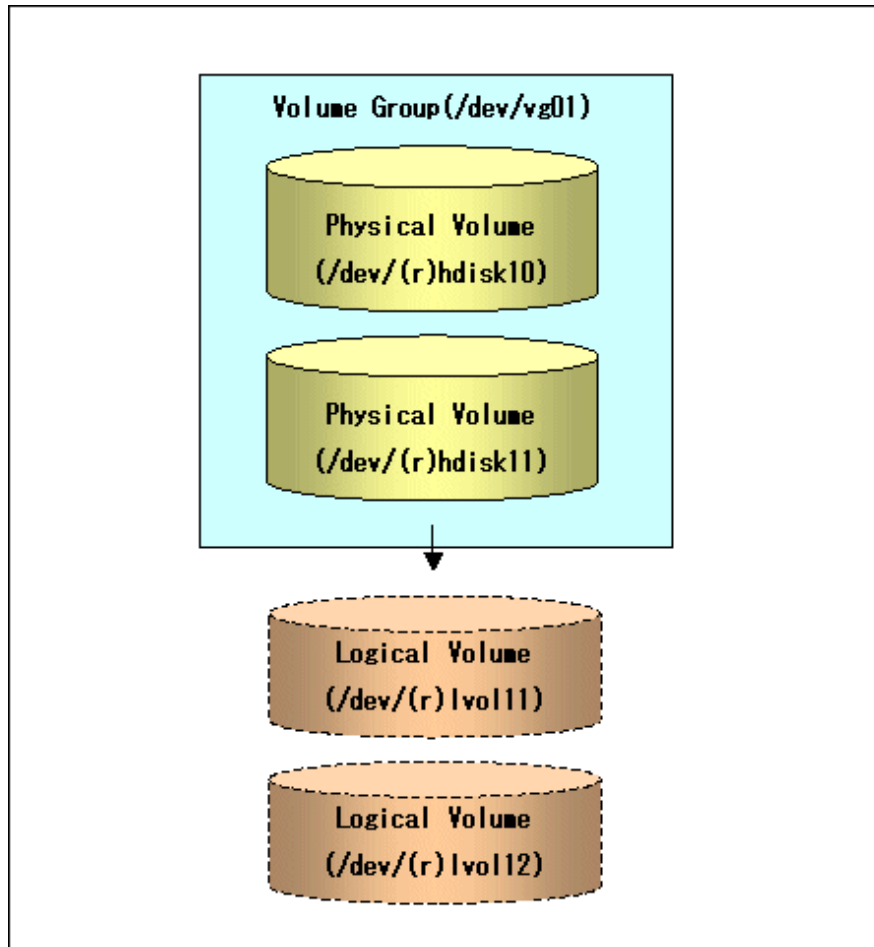 Volume Group(/dev/vg01)
Physical Volume
(/dev/(r)hdisk10)
Physical Volume
(/dev/(r)hdisk11)
Logical Volume
(/dev/(r)lvol11)
Logical Volume
(/dev/(r)lvol12)